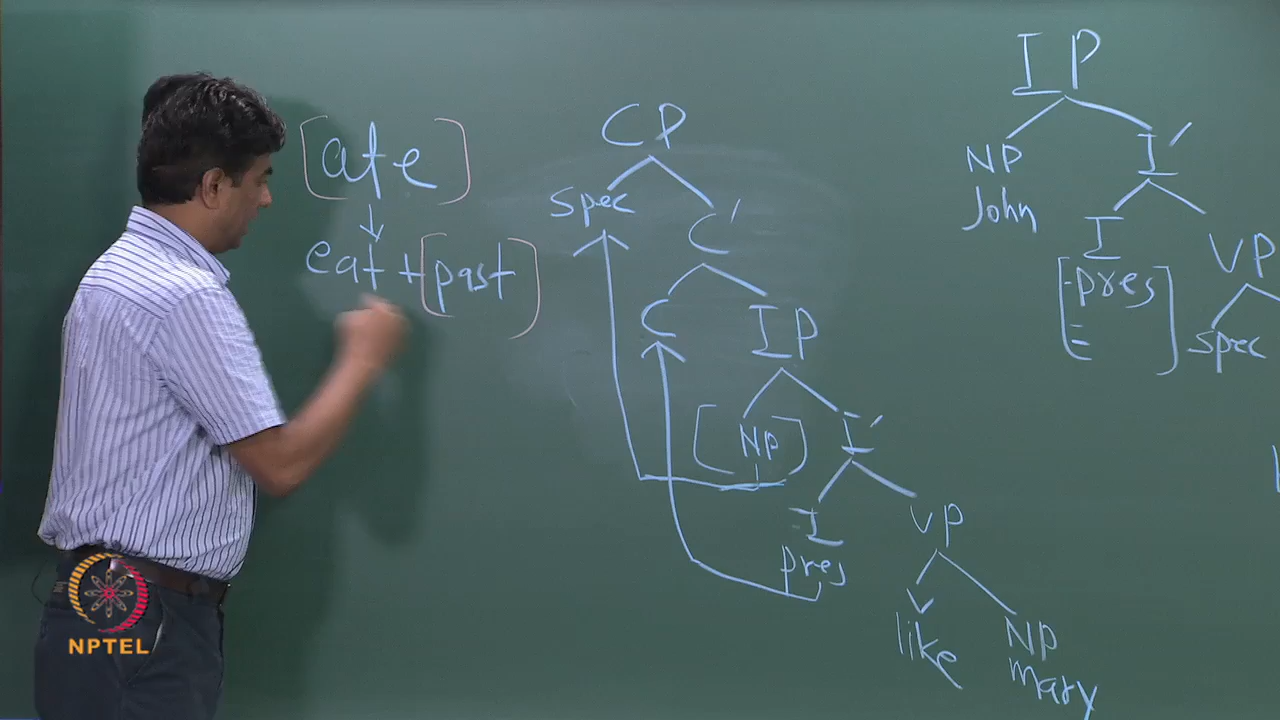 [ate]
eat + [past]
CP
spec
C'
C
IP
[NP]
I'
I
pres
VP
V
like
NP
mary
IP
NP
John
I'
I
[-pres
=]
VP
spec
NPTEL